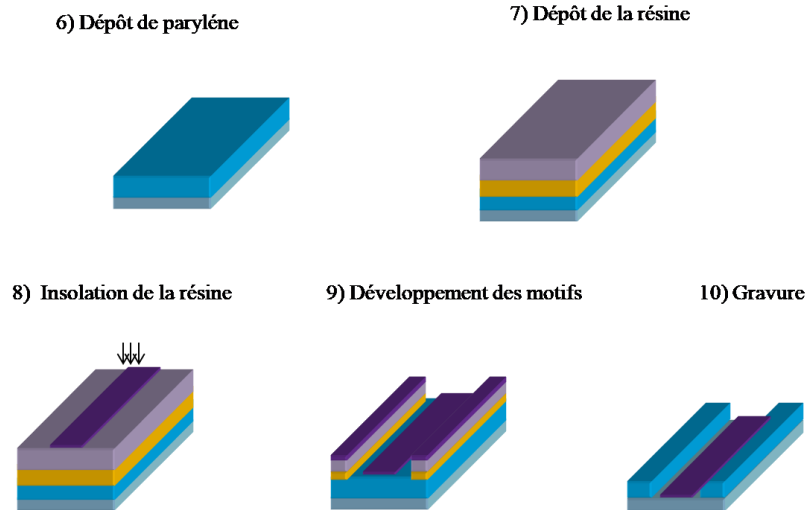 6) Dépôt de paryléne
7) Dépôt de la résine
8) Insolation de la résine
9) Développement des motifs
10) Gravure